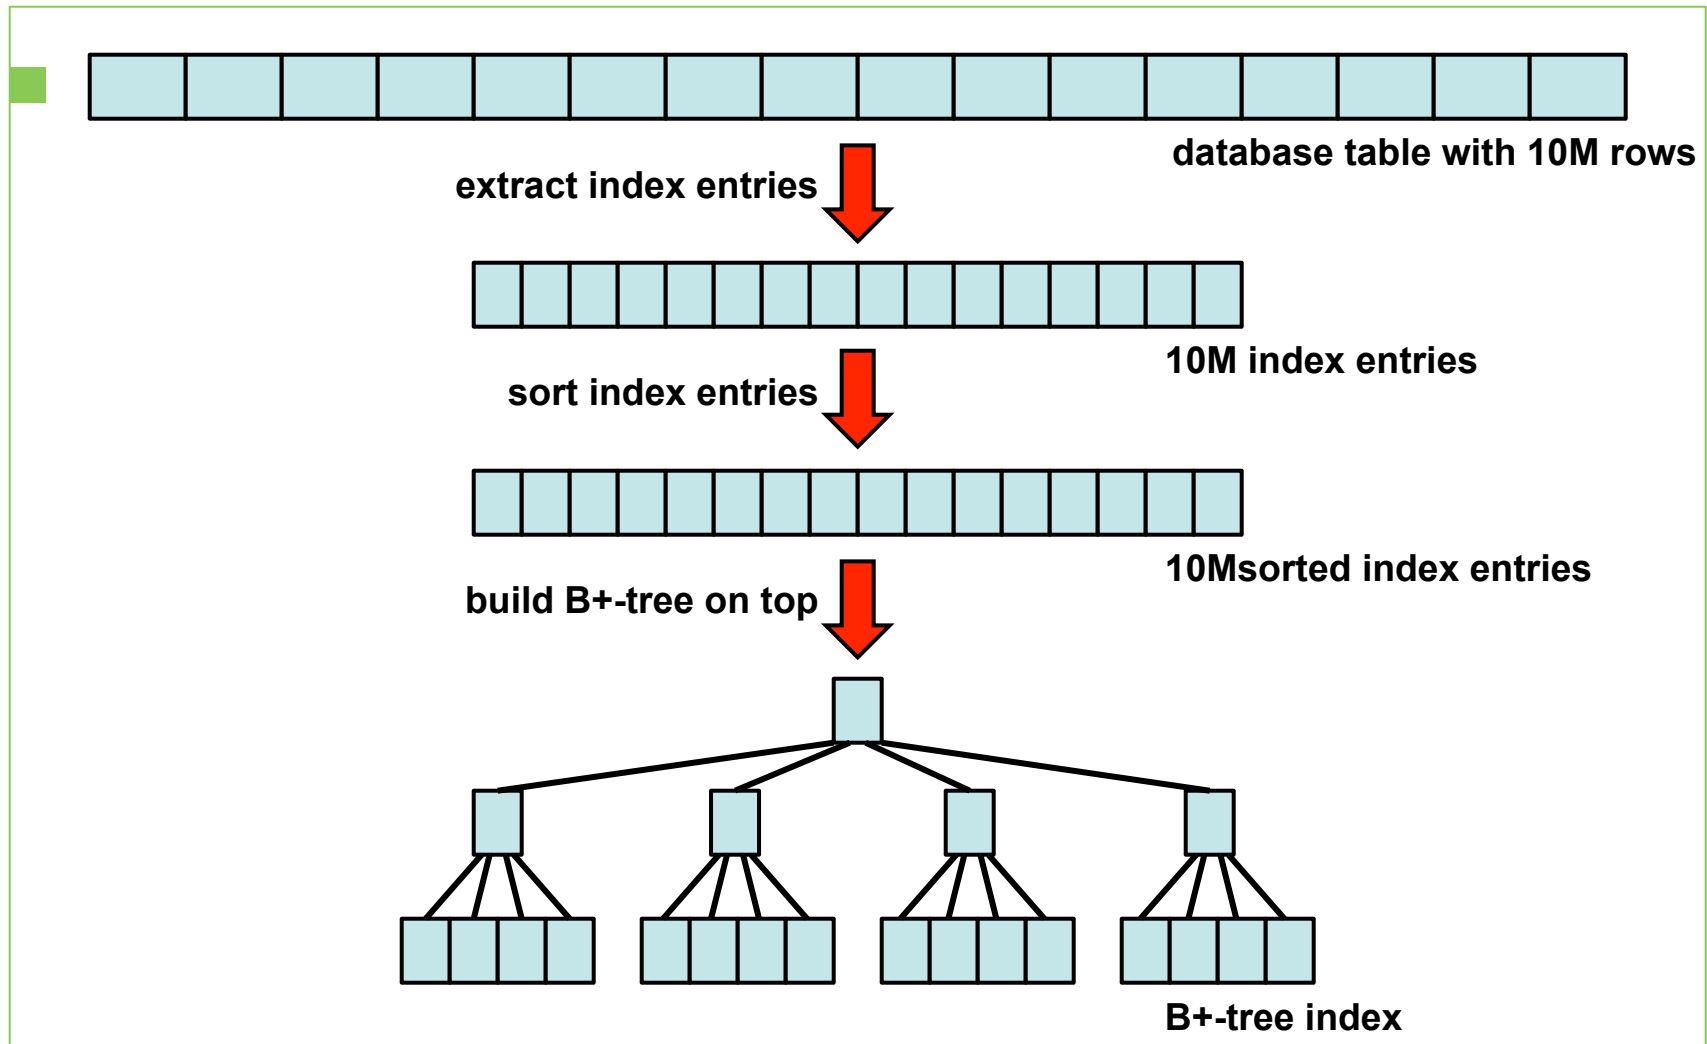 database table with 10M rows
extract index entries
10M index entries
sort index entries
10Msorted index entries
build B+-tree on top
B+-tree index